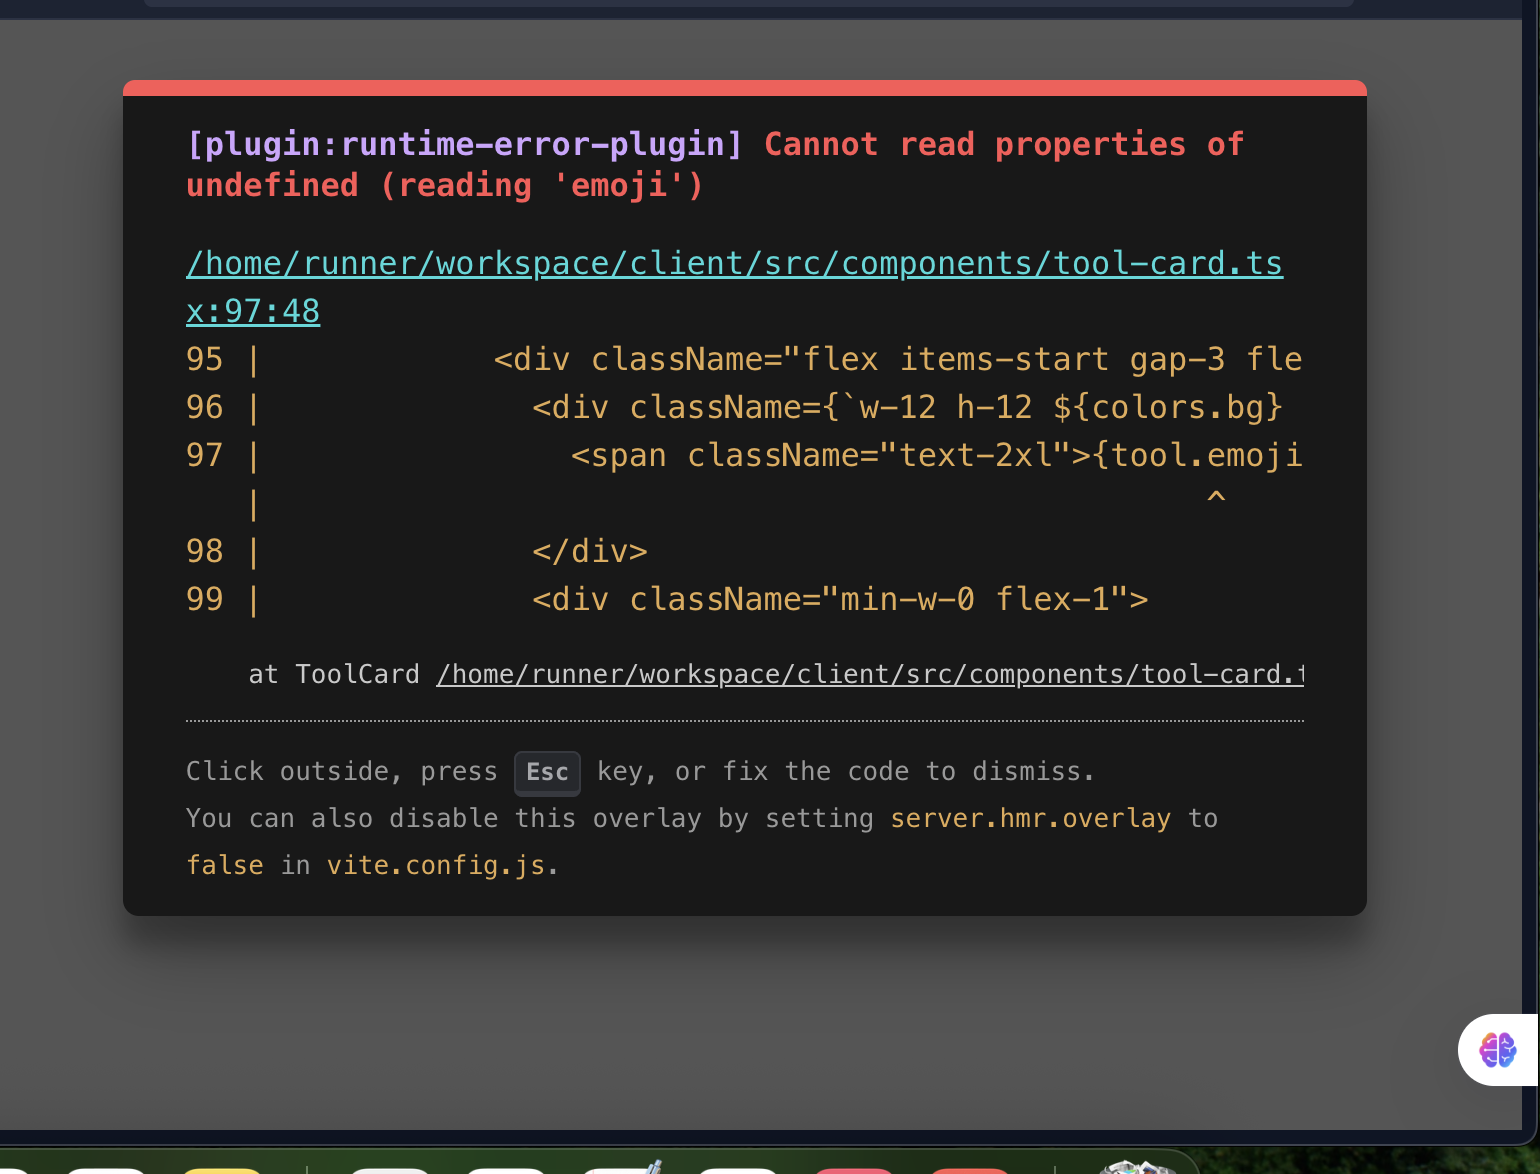 [plugin:runtime-error-plugin] Cannot read properties of
undefined (reading 'emoji')
/home/runner/workspace/client/src/components/tool-card.ts
x:97:48
95 |            <div className="flex items-start gap-3 fle
96 |              <div className={`w-12 h-12 ${colors.bg}
97 |                <span className="text-2xl">{tool.emoji
   |                                                 ^
98 |              </div>
99 |              <div className="min-w-0 flex-1">
at ToolCard /home/runner/workspace/client/src/components/tool-card.t
Click outside, press Esc key, or fix the code to dismiss.
You can also disable this overlay by setting server.hmr.overlay to
false in vite.config.js.